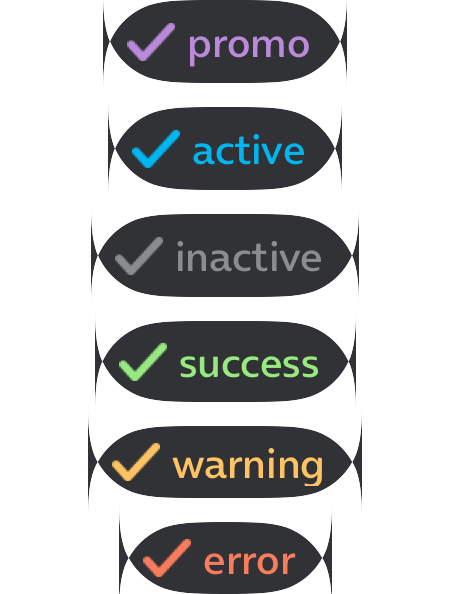 promo
active
inactive
success
warning
error